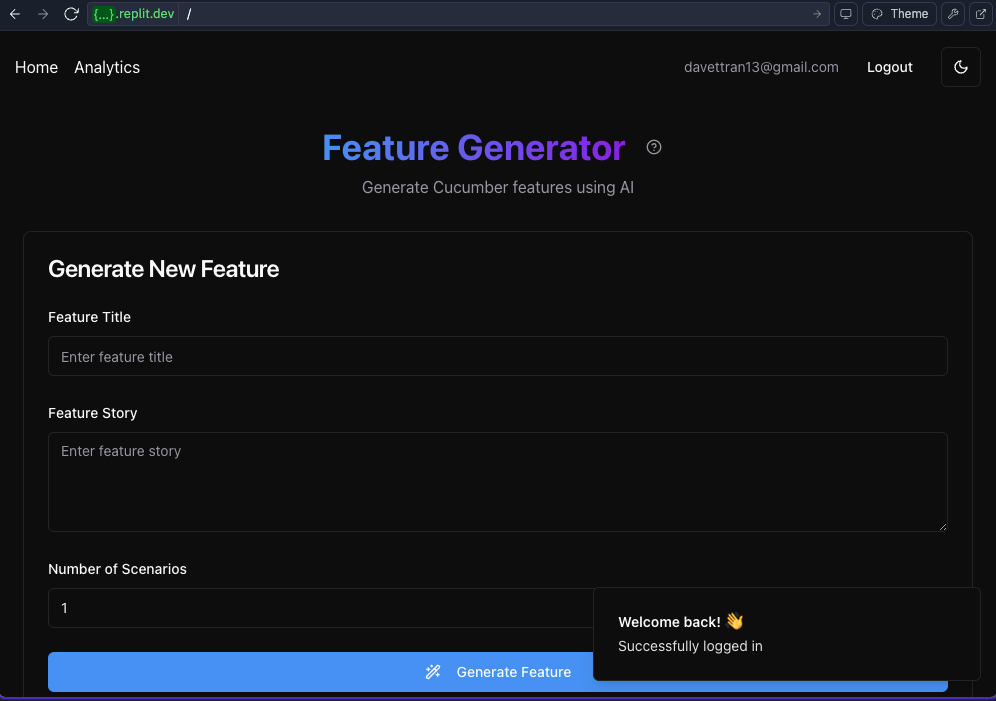 {...}.replit.dev /
Theme
Home Analytics davettran13@gmail.com Logout
Feature Generator
Generate Cucumber features using AI
Generate New Feature
Feature Title
Enter feature title
Feature Story
Enter feature story
Number of Scenarios
1
Welcome back! 👋
Successfully logged in
Generate Feature